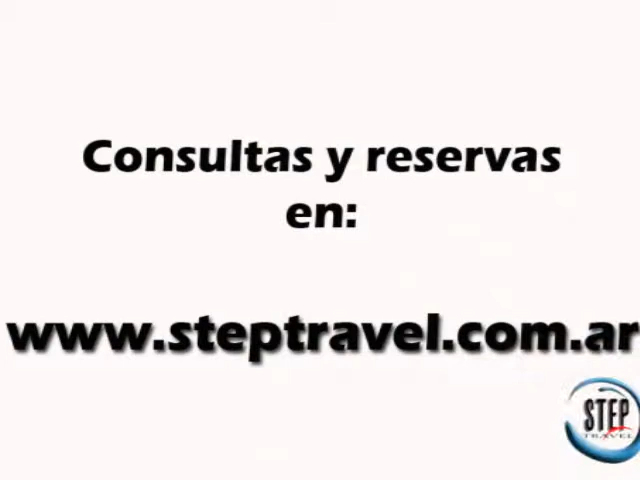 Consultas y reservas
en:
www.steptravel.com.ar
STEP
TRAVEL